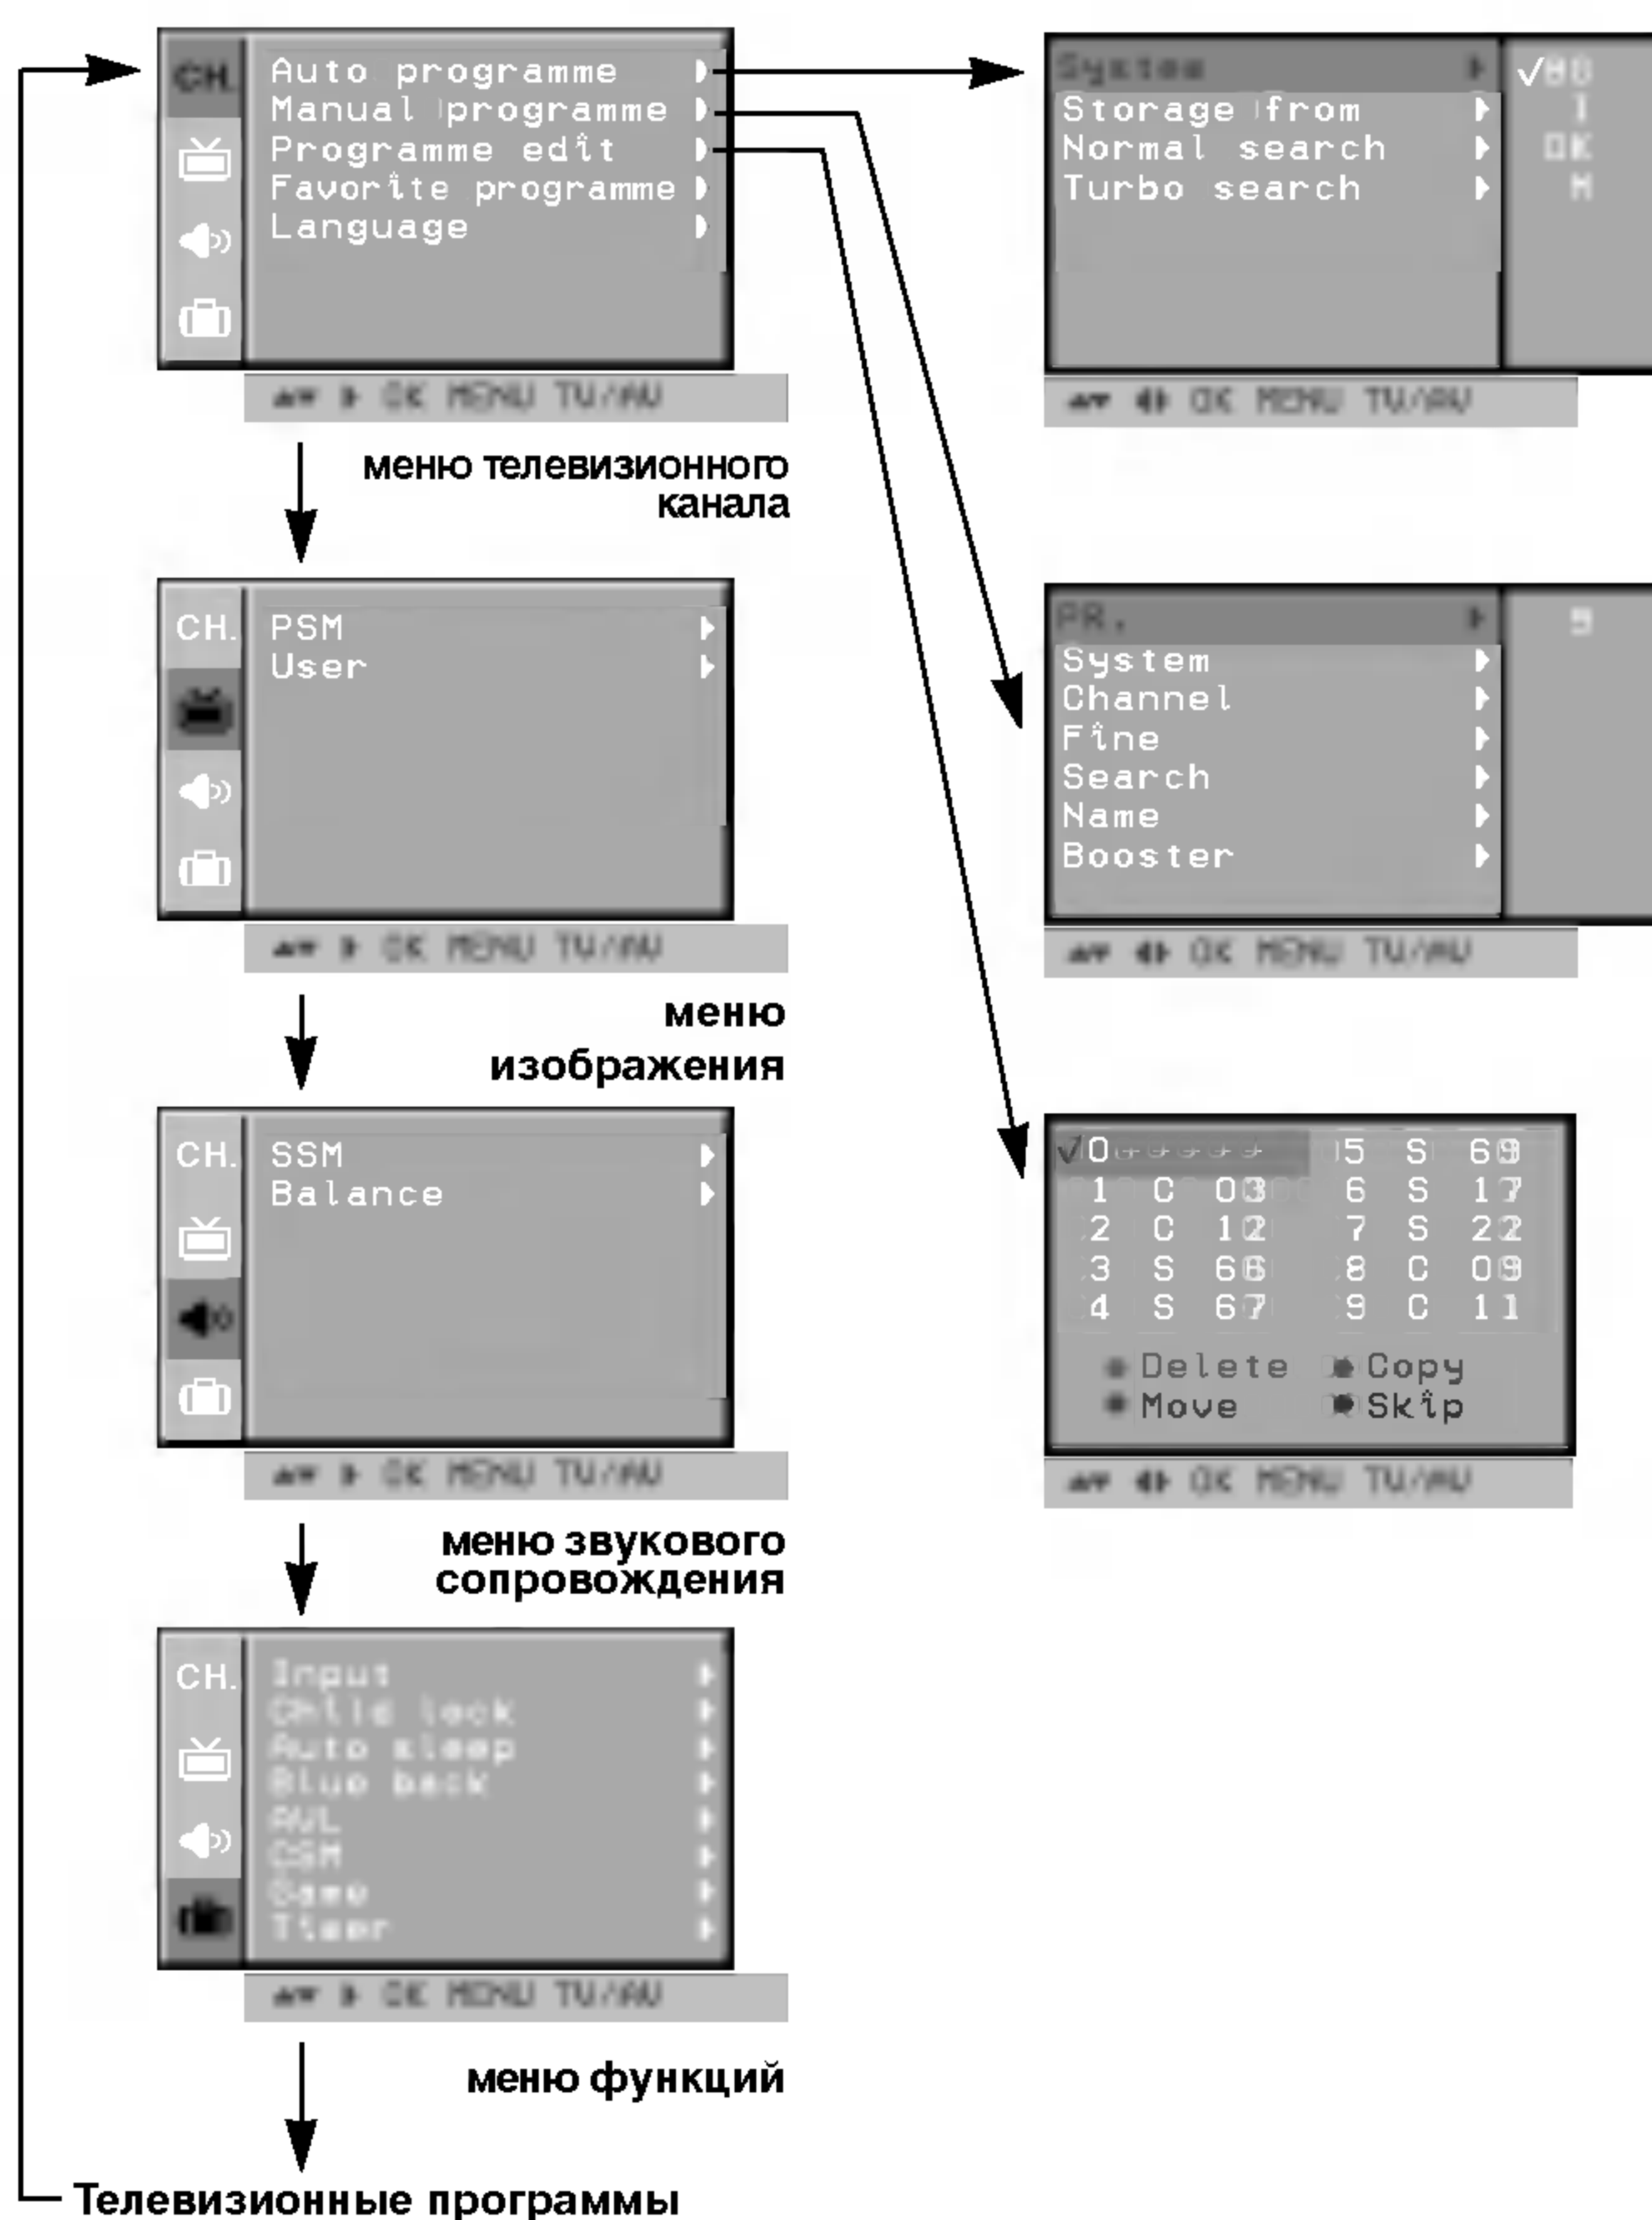 CH.
Auto programme
Manual programme
Programme edit
Favorite programme
Language
OK MENU TV/AV
меню телевизионного
канала
CH.
PSM
User
OK MENU TV/AV
меню
изображения
CH.
SSM
Balance
OK MENU TV/AV
меню звукового
сопровождения
CH.
Input
Child lock
Auto sleep
Blue back
AVL
CSM
Game
Timer
OK MENU TV/AV
меню функций
Телевизионные программы
System
Storage from
Normal search
Turbo search
I
DK
M
OK MENU TV/AV
PR. 9
System
Channel
Fine
Search
Name
Booster
OK MENU TV/AV
0 5 S 69
1 C 03 6 S 17
2 C 12 7 S 22
3 S 66 8 C 09
4 S 67 9 C 11
Delete Copy
Move Skip
OK MENU TV/AV